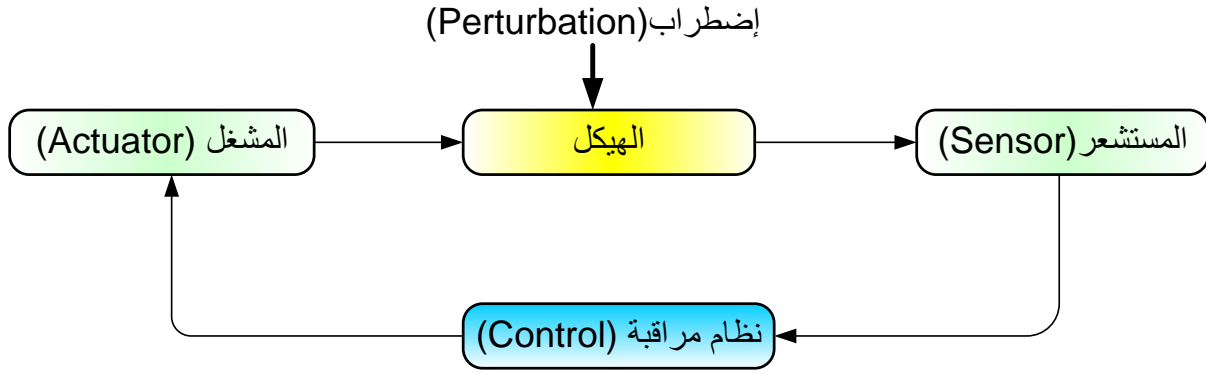 إضطراب(Perturbation)
المشغل (Actuator)
الهيكل
المستشعر(Sensor)
نظام مراقبة (Control)